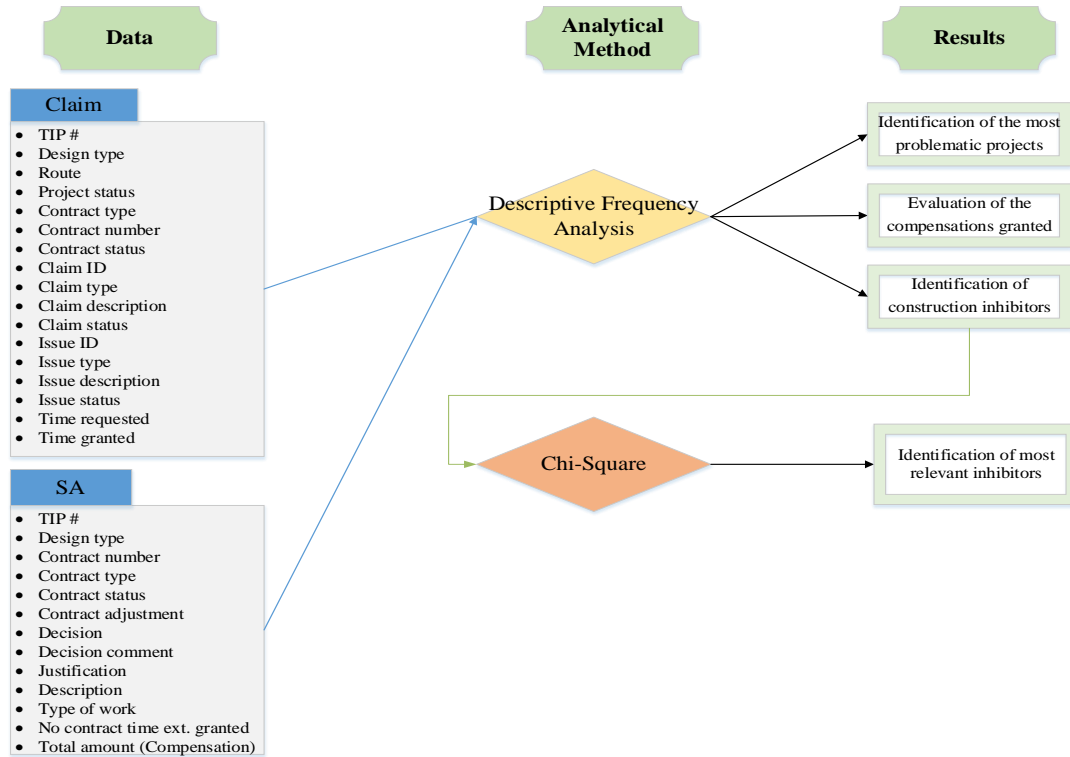 Data
Analytical
Method
Results
Claim
• TIP #
• Design type
• Route
• Project status
• Contract type
• Contract number
• Contract status
• Claim ID
• Claim type
• Claim description
• Claim status
• Issue ID
• Issue type
• Issue description
• Issue status
• Time requested
• Time granted
SA
• TIP #
• Design type
• Contract number
• Contract type
• Contract status
• Contract adjustment
• Decision
• Decision comment
• Justification
• Description
• Type of work
• No contract time ext. granted
• Total amount (Compensation)
Descriptive Frequency
Analysis
Chi-Square
Identification of the most
problematic projects
Evaluation of the
compensations granted
Identification of
construction inhibitors
Identification of most
relevant inhibitors